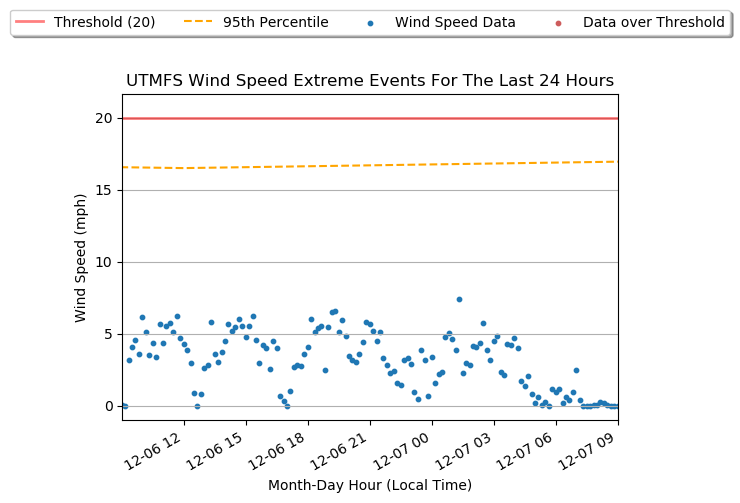 Threshold (20) 95th Percentile Wind Speed Data Data over Threshold
UTMFS Wind Speed Extreme Events For The Last 24 Hours
20
15
10
5
0
Wind Speed (mph)
12-06 12 12-06 15 12-06 18 12-06 21 12-07 00 12-07 03 12-07 06 12-07 09
Month-Day Hour (Local Time)